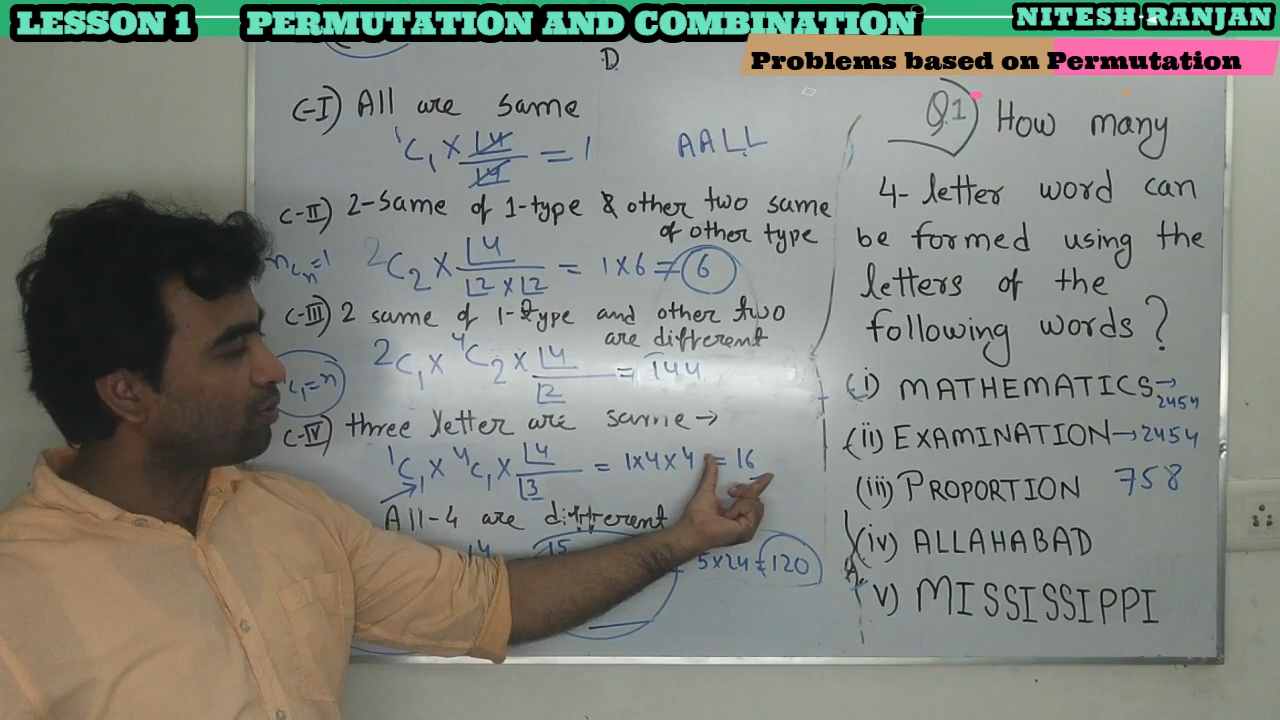 LESSON 1 PERMUTATION AND COMBINATION
NITESH RANJAN
Problems based on Permutation
D
C-I) All are same
¹C₁ × ⌊4/⌊4 = 1
AALL
C-II) 2-Same of 1-type & other two same
of other type
nCn=1
²C₂ × ⌊4/(⌊2 × ⌊2) = 1×6 = 6
C-III) 2 same of 1-type and other two
are different
²C₁ × ⁴C₂ × ⌊4/⌊2 = 144
C₁=n
C-IV) three letter are same →
¹C₁ × ⁴C₁ × ⌊4/⌊3 = 1×4×4 = 16
All-4 are different
5×24 = 120
Q.1) How many
4-letter word can
be formed using the
letters of the
following words?
(i) MATHEMATICS → 2454
(ii) EXAMINATION → 2454
(iii) PROPORTION 758
(iv) ALLAHABAD
v) MISSISSIPPI